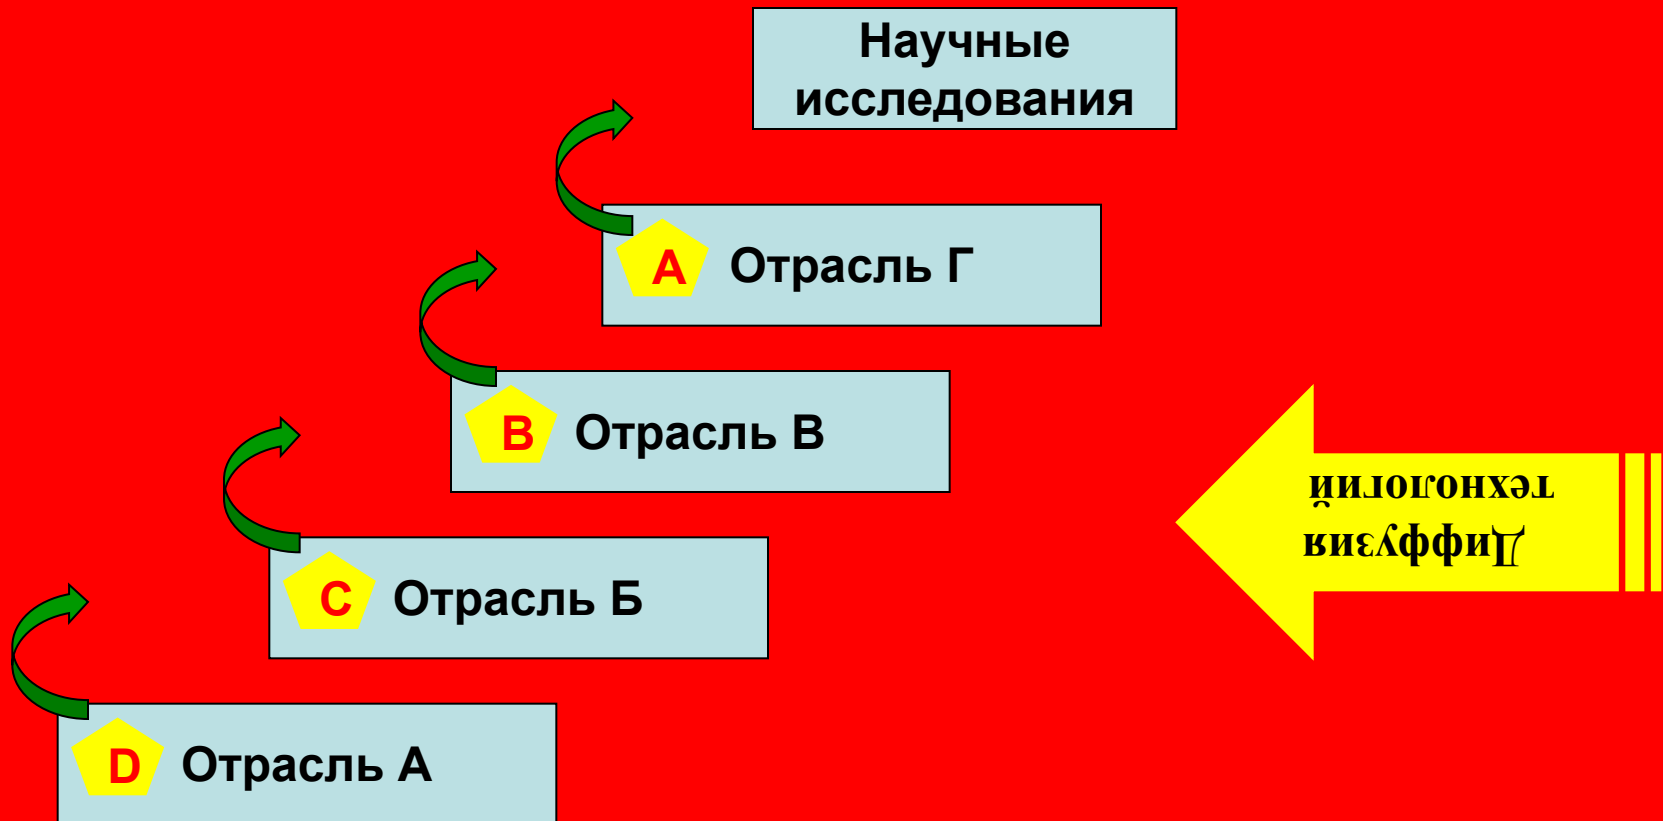 Научные
исследования
A Отрасль Г
B Отрасль В
Диффузия
технологий
C Отрасль Б
D Отрасль А